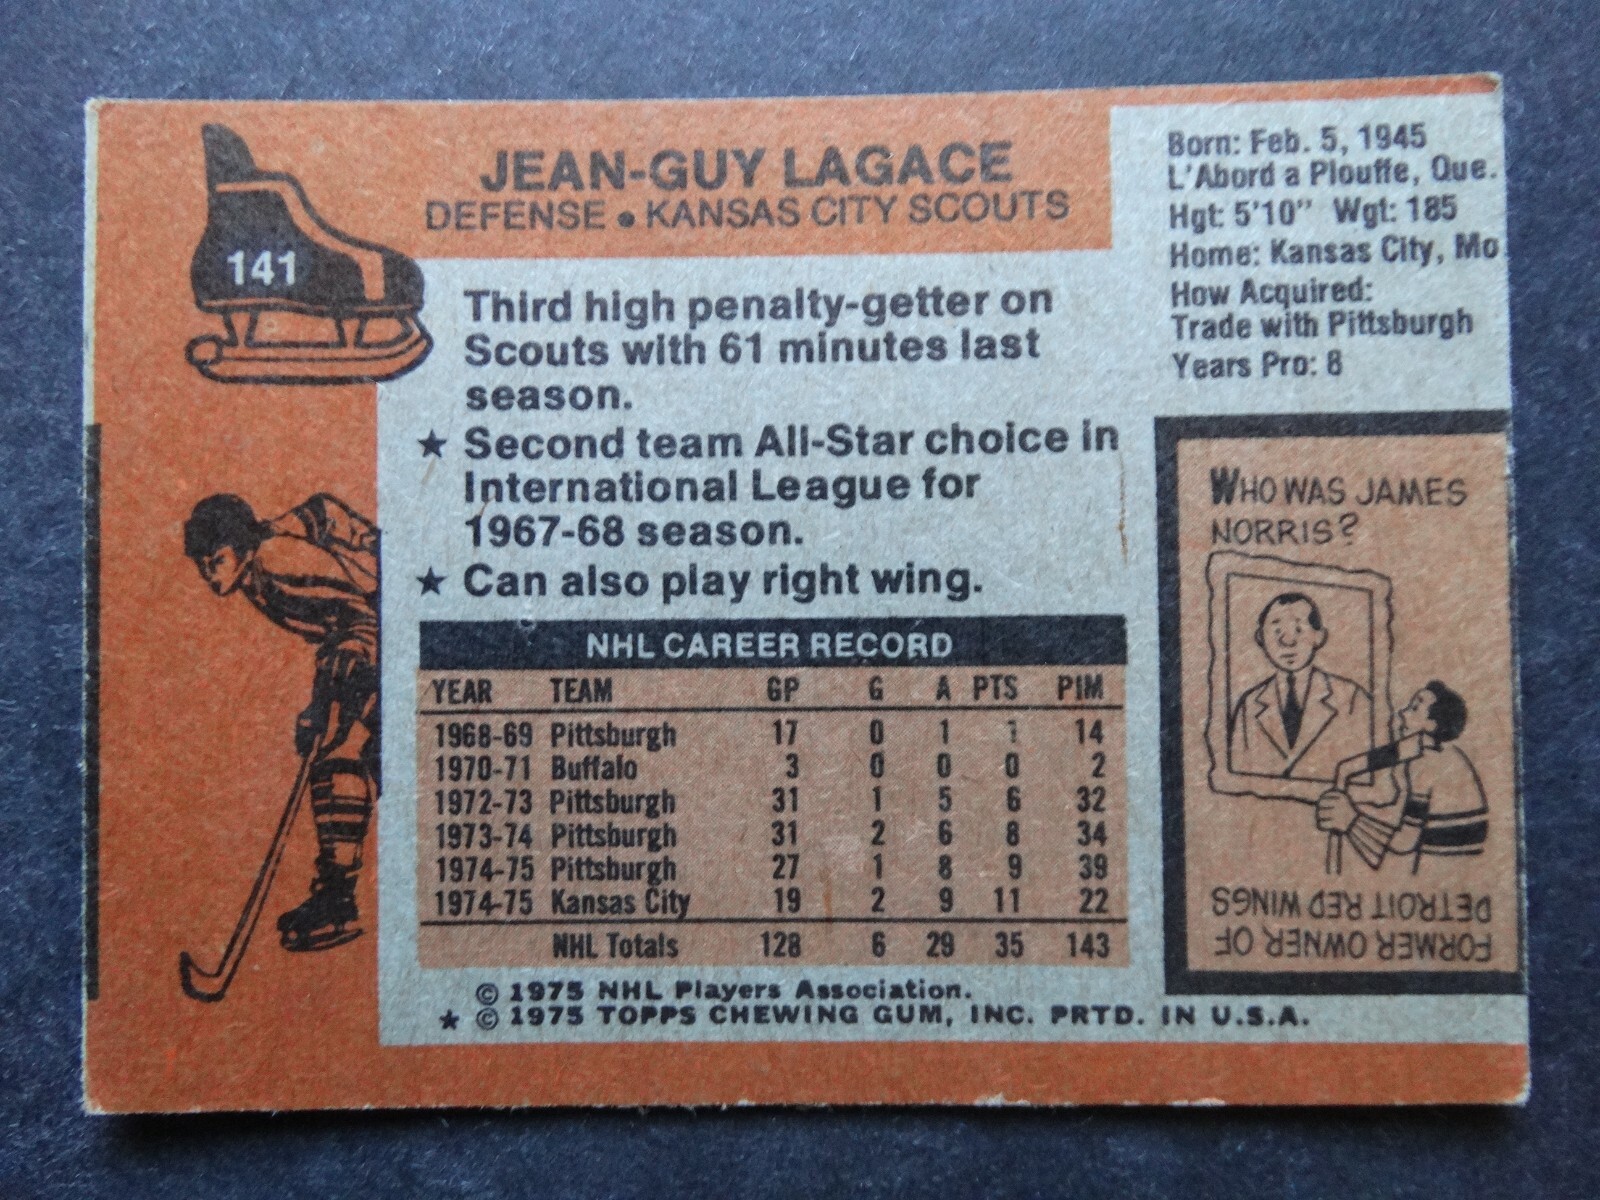 141
JEAN-GUY LAGACE
DEFENSE • KANSAS CITY SCOUTS
Born: Feb. 5, 1945
L'Abord a Plouffe, Que.
Hgt: 5'10" Wgt: 185
Home: Kansas City, Mo
How Acquired:
Trade with Pittsburgh
Years Pro: 8
Third high penalty-getter on
Scouts with 61 minutes last
season.
★ Second team All-Star choice in
International League for
1967-68 season.
★ Can also play right wing.
NHL CAREER RECORD
YEAR TEAM GP G A PTS PIM
1968-69 Pittsburgh 17 0 1 1 14
1970-71 Buffalo 3 0 0 0 2
1972-73 Pittsburgh 31 1 5 6 32
1973-74 Pittsburgh 31 2 6 8 34
1974-75 Pittsburgh 27 1 8 9 39
1974-75 Kansas City 19 2 9 11 22
NHL Totals 128 6 29 35 143
WHO WAS JAMES
NORRIS?
FORMER OWNER OF
DETROIT RED WINGS
© 1975 NHL Players Association.
★ © 1975 TOPPS CHEWING GUM, INC. PRTD. IN U.S.A.